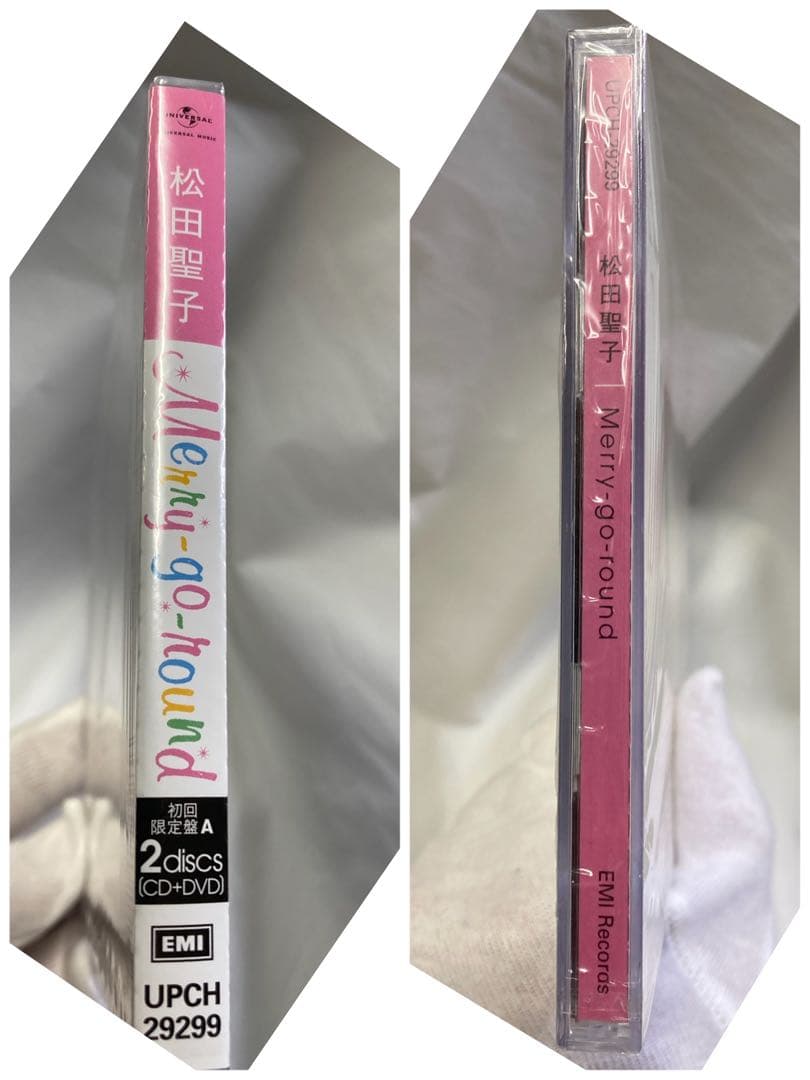 UNIVERSAL
UNIVERSAL MUSIC
松田聖子
Merry-go-round
初回
限定盤A
2discs
(CD+DVD)
EMI
UPCH
29299
UPCH-29299
松田聖子 | Merry-go-round
EMI Records